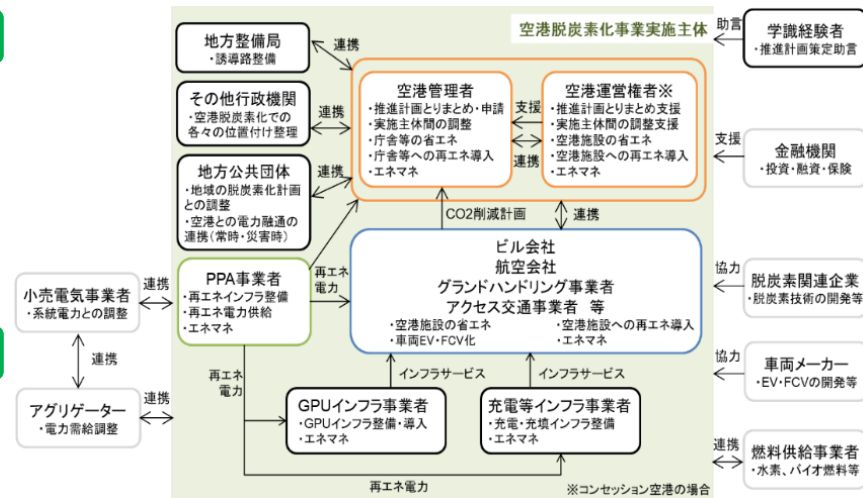 空港脱炭素化事業実施主体
地方整備局
・誘導路整備
連携
その他行政機関
・空港脱炭素化での
各々の位置付け整理
連携
地方公共団体
・地域の脱炭素化計画
との調整
・空港との電力融通の
連携(常時・災害時)
連携
空港管理者
・推進計画とりまとめ・申請
・実施主体間の調整
・庁舎等の省エネ
・庁舎等への再エネ導入
・エネマネ
支援
連携
空港運営権者※
・推進計画とりまとめ支援
・実施主体間の調整支援
・空港施設の省エネ
・空港施設への再エネ導入
・エネマネ
助言
学識経験者
・推進計画策定助言
支援
金融機関
・投資・融資・保険
CO2削減計画
連携
小売電気事業者
・系統電力との調整
連携
PPA事業者
・再エネインフラ整備
・再エネ電力供給
・エネマネ
再エネ
電力
ビル会社
航空会社
グランドハンドリング事業者
アクセス交通事業者 等
・空港施設の省エネ
・車両EV・FCV化
・空港施設への再エネ導入
・エネマネ
協力
脱炭素関連企業
・脱炭素技術の開発等
連携
アグリゲーター
・電力需給調整
連携
再エネ
電力
インフラサービス
インフラサービス
協力
車両メーカー
・EV・FCVの開発等
GPUインフラ事業者
・GPUインフラ整備・導入
・エネマネ
充電等インフラ事業者
・充電・充填インフラ整備
・エネマネ
連携
燃料供給事業者
・水素、バイオ燃料等
再エネ電力
※コンセッション空港の場合